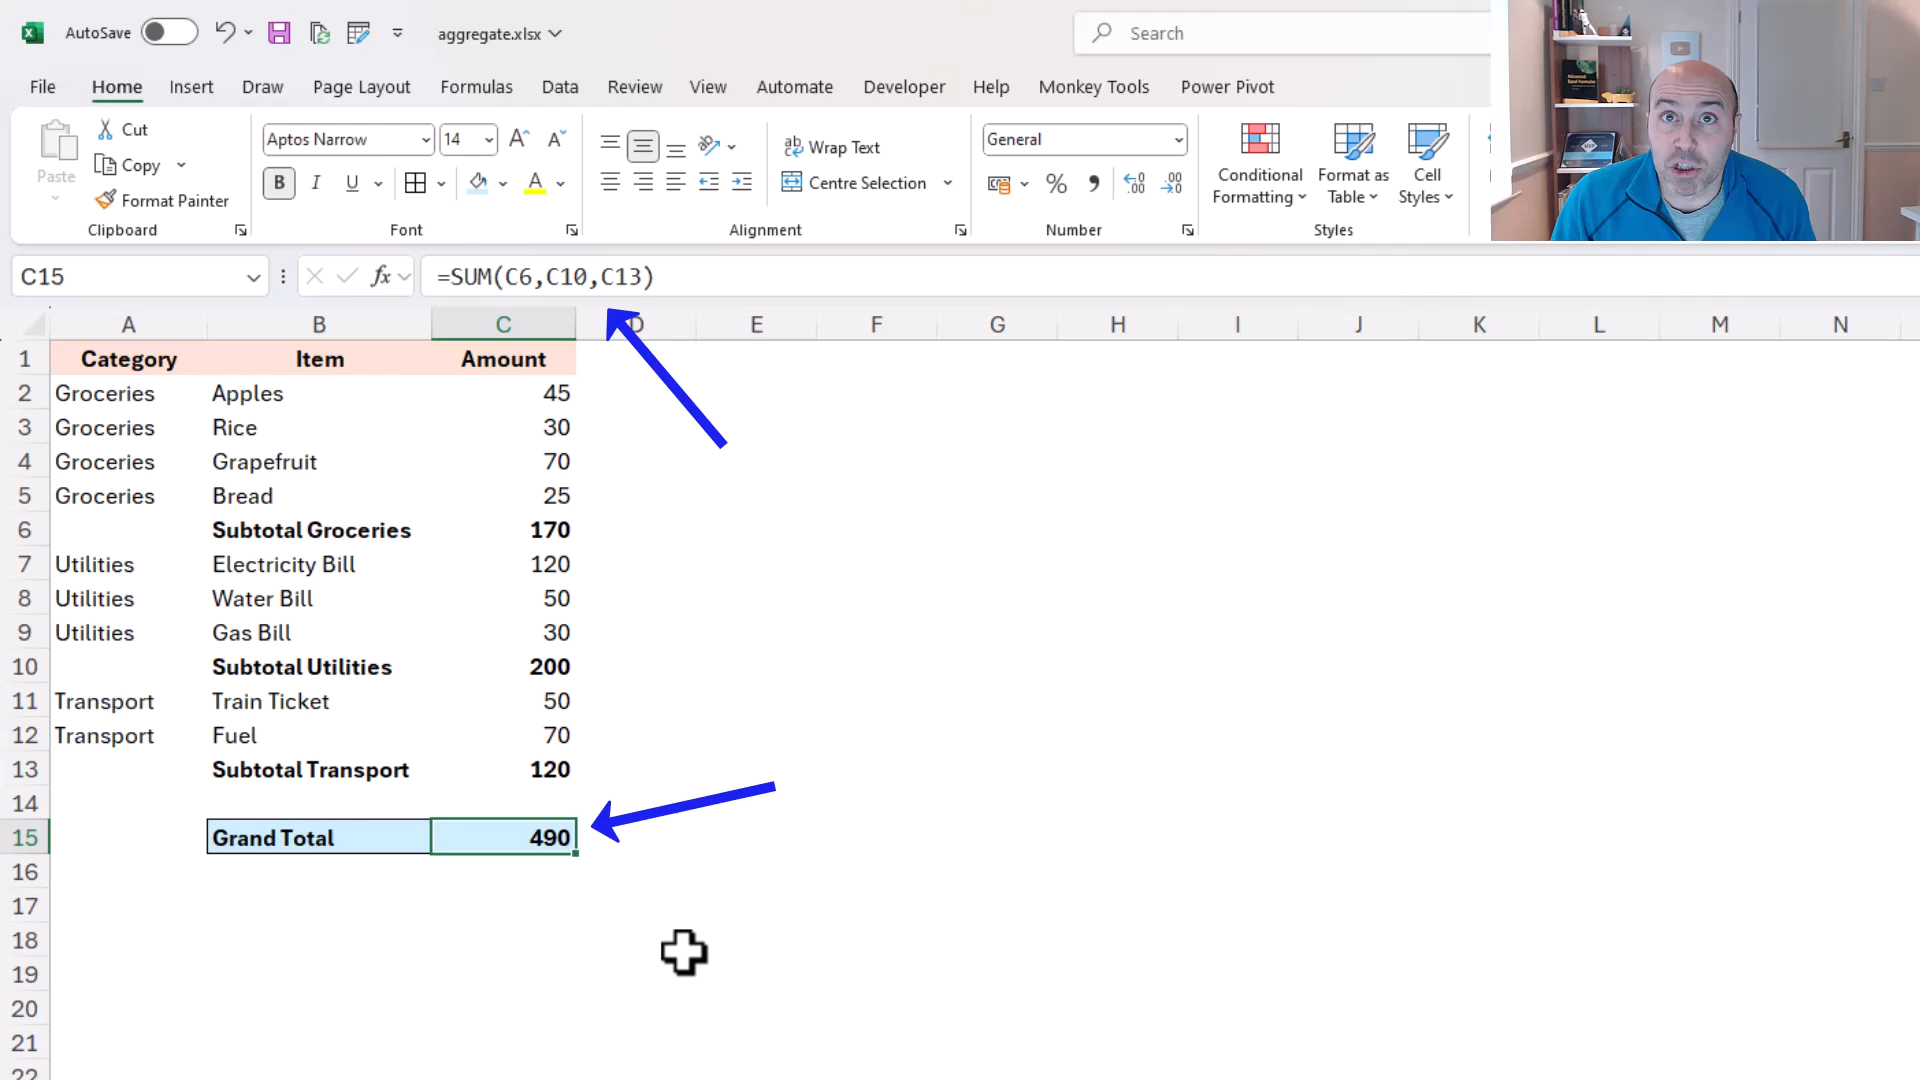 AutoSave
aggregate.xlsx
Search
File Home Insert Draw Page Layout Formulas Data Review View Automate Developer Help Monkey Tools Power Pivot
Paste
Cut
Copy
Format Painter
Clipboard
Aptos Narrow 14
B I U
Font
Wrap Text
Centre Selection
Alignment
General
Number
Conditional Formatting
Format as Table
Cell Styles
Styles
C15 fx =SUM(C6,C10,C13)
A B C D E F G H I J K L M N
1 Category Item Amount
2 Groceries Apples 45
3 Groceries Rice 30
4 Groceries Grapefruit 70
5 Groceries Bread 25
6 Subtotal Groceries 170
7 Utilities Electricity Bill 120
8 Utilities Water Bill 50
9 Utilities Gas Bill 30
10 Subtotal Utilities 200
11 Transport Train Ticket 50
12 Transport Fuel 70
13 Subtotal Transport 120
14
15 Grand Total 490
16
17
18
19
20
21
22